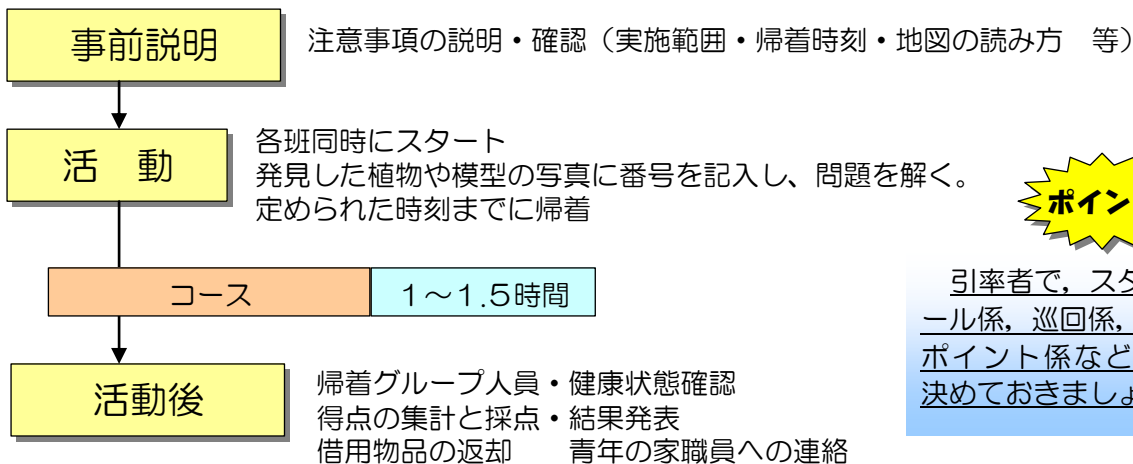 事前説明
注意事項の説明・確認（実施範囲・帰着時刻・地図の読み方　等）
活　動
各班同時にスタート
発見した植物や模型の写真に番号を記入し、問題を解く。
定められた時刻までに帰着
ポイン
コース　１～１.５時間
引率者で，スタ
ール係，巡回係，
ポイント係など
決めておきましょ
活動後
帰着グループ人員・健康状態確認
得点の集計と採点・結果発表
借用物品の返却　　青年の家職員への連絡